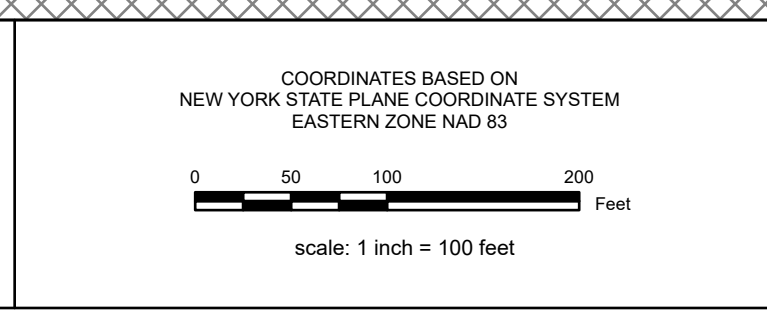 COORDINATES BASED ON
NEW YORK STATE PLANE COORDINATE SYSTEM
EASTERN ZONE NAD 83
0 50 100 200
Feet
scale: 1 inch = 100 feet